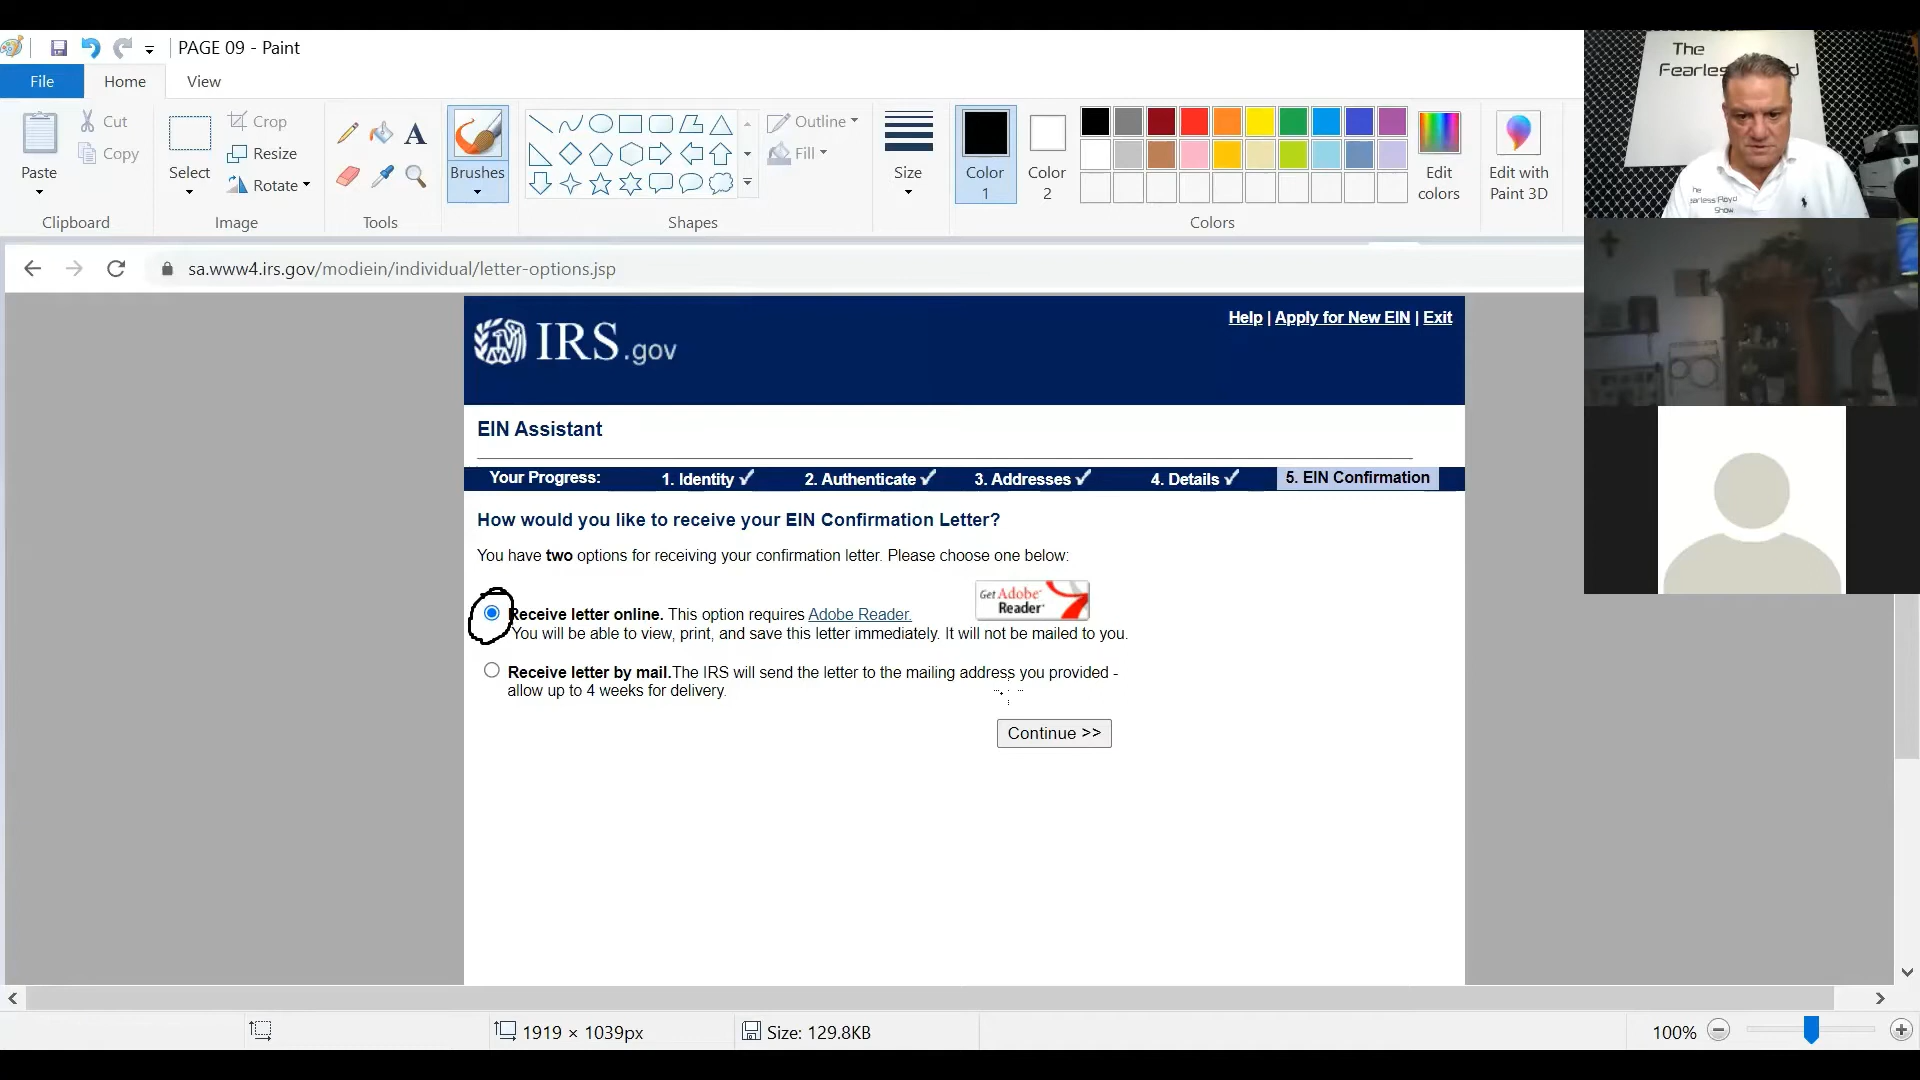 PAGE 09 - Paint
File Home View
Paste
Cut
Copy
Clipboard
Select
Crop
Resize
Rotate
Image
Tools
Brushes
Shapes
Outline
Fill
Size
Color
1
Color
2
Colors
Edit
colors
Edit with
Paint 3D
sa.www4.irs.gov/modiein/individual/letter-options.jsp
IRS.gov
Help | Apply for New EIN | Exit
EIN Assistant
Your Progress: 1. Identity ✓ 2. Authenticate ✓ 3. Addresses ✓ 4. Details ✓ 5. EIN Confirmation
How would you like to receive your EIN Confirmation Letter?
You have two options for receiving your confirmation letter. Please choose one below:
Receive letter online. This option requires Adobe Reader.
Get Adobe
Reader
You will be able to view, print, and save this letter immediately. It will not be mailed to you.
Receive letter by mail.The IRS will send the letter to the mailing address you provided -
allow up to 4 weeks for delivery.
Continue >>
1919 × 1039px
Size: 129.8KB
100%
The
Show